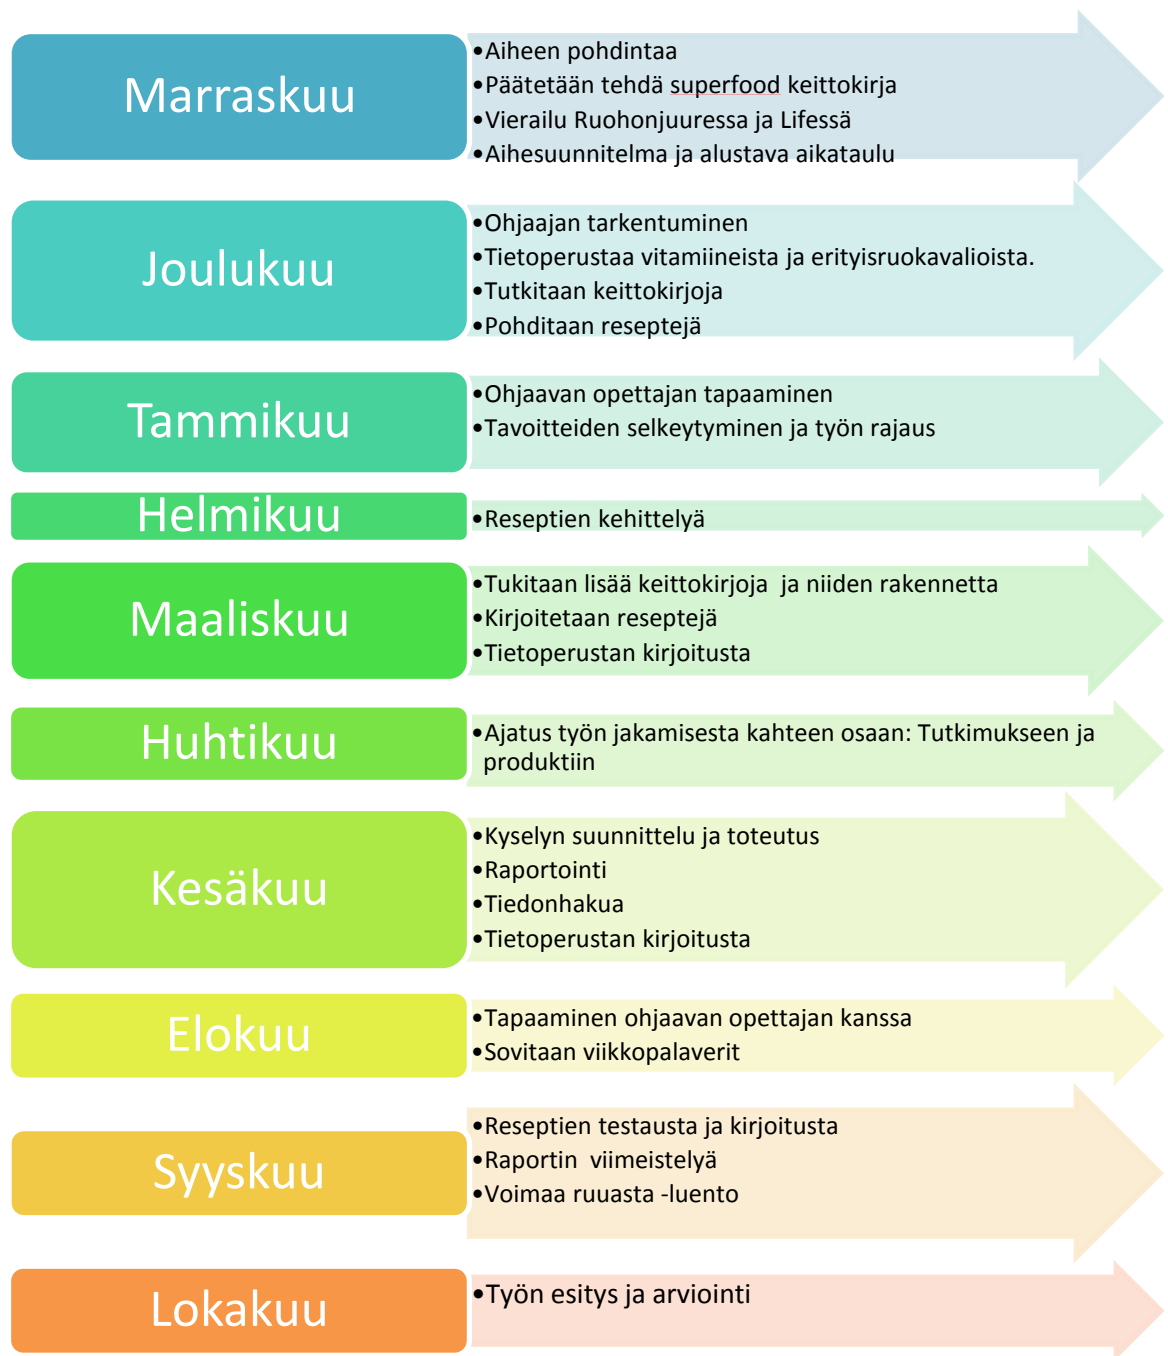 Marraskuu
•Aiheen pohdintaa
•Päätetään tehdä superfood keittokirja
•Vierailu Ruohonjuuressa ja Lifessä
•Aihesuunnitelma ja alustava aikataulu
Joulukuu
•Ohjaajan tarkentuminen
•Tietoperustaa vitamiineista ja erityisruokavalioista.
•Tutkitaan keittokirjoja
•Pohditaan reseptejä
Tammikuu
•Ohjaavan opettajan tapaaminen
•Tavoitteiden selkeytyminen ja työn rajaus
Helmikuu
•Reseptien kehittelyä
Maaliskuu
•Tukitaan lisää keittokirjoja  ja niiden rakennetta
•Kirjoitetaan reseptejä
•Tietoperustan kirjoitusta
Huhtikuu
•Ajatus työn jakamisesta kahteen osaan: Tutkimukseen ja
produktiin
Kesäkuu
•Kyselyn suunnittelu ja toteutus
•Raportointi
•Tiedonhakua
•Tietoperustan kirjoitusta
Elokuu
•Tapaaminen ohjaavan opettajan kanssa
•Sovitaan viikkopalaverit
Syyskuu
•Reseptien testausta ja kirjoitusta
•Raportin  viimeistelyä
•Voimaa ruuasta -luento
Lokakuu
•Työn esitys ja arviointi